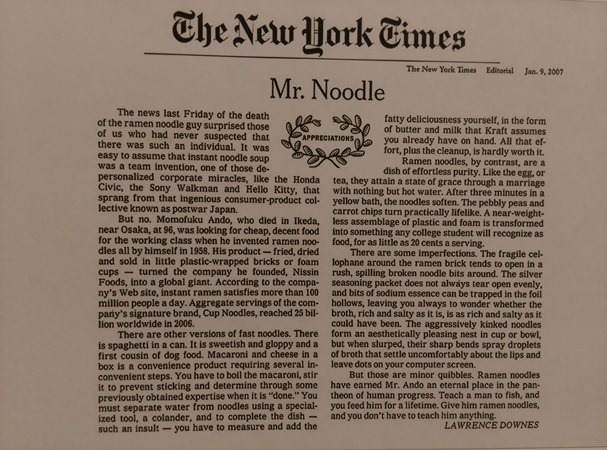 The New York Times
The New York Times Editorial Jan. 9, 2007
Mr. Noodle
The news last Friday of the death
of the ramen noodle guy surprised those
of us who had never suspected that
there was such an individual. It was
easy to assume that instant noodle soup
was a team invention, one of those de-
personalized corporate miracles, like the Honda
Civic, the Sony Walkman and Hello Kitty, that
sprang from that ingenious consumer-product col-
lective known as postwar Japan.
But no. Momofuku Ando, who died in Ikeda,
near Osaka, at 96, was looking for cheap, decent food
for the working class when he invented ramen noo-
dles all by himself in 1958. His product — fried, dried
and sold in little plastic-wrapped bricks or foam
cups — turned the company he founded, Nissin
Foods, into a global giant. According to the compa-
ny's Web site, instant ramen satisfies more than 100
million people a day. Aggregate servings of the com-
pany's signature brand, Cup Noodles, reached 25 bil-
lion worldwide in 2006.
There are other versions of fast noodles. There
is spaghetti in a can. It is sweetish and gloppy and a
first cousin of dog food. Macaroni and cheese in a
box is a convenience product requiring several in-
convenient steps. You have to boil the macaroni, stir
it to prevent sticking and determine through some
previously obtained expertise when it is "done." You
must separate water from noodles using a special-
ized tool, a colander, and to complete the dish —
such an insult — you have to measure and add the
APPRECIATIONS
fatty deliciousness yourself, in the form
of butter and milk that Kraft assumes
you already have on hand. All that ef-
fort, plus the cleanup, is hardly worth it.
Ramen noodles, by contrast, are a
dish of effortless purity. Like the egg, or
tea, they attain a state of grace through a marriage
with nothing but hot water. After three minutes in a
yellow bath, the noodles soften. The pebbly peas and
carrot chips turn practically lifelike. A near-weight-
less assemblage of plastic and foam is transformed
into something any college student will recognize as
food, for as little as 20 cents a serving.
There are some imperfections. The fragile cel-
lophane around the ramen brick tends to open in a
rush, spilling broken noodle bits around. The silver
seasoning packet does not always tear open evenly,
and bits of sodium essence can be trapped in the foil
hollows, leaving you always to wonder whether the
broth, rich and salty as it is, is as rich and salty as it
could have been. The aggressively kinked noodles
form an aesthetically pleasing nest in cup or bowl,
but when slurped, their sharp bends spray droplets
of broth that settle uncomfortably about the lips and
leave dots on your computer screen.
But those are minor quibbles. Ramen noodles
have earned Mr. Ando an eternal place in the pan-
theon of human progress. Teach a man to fish, and
you feed him for a lifetime. Give him ramen noodles,
and you don't have to teach him anything.
LAWRENCE DOWNES